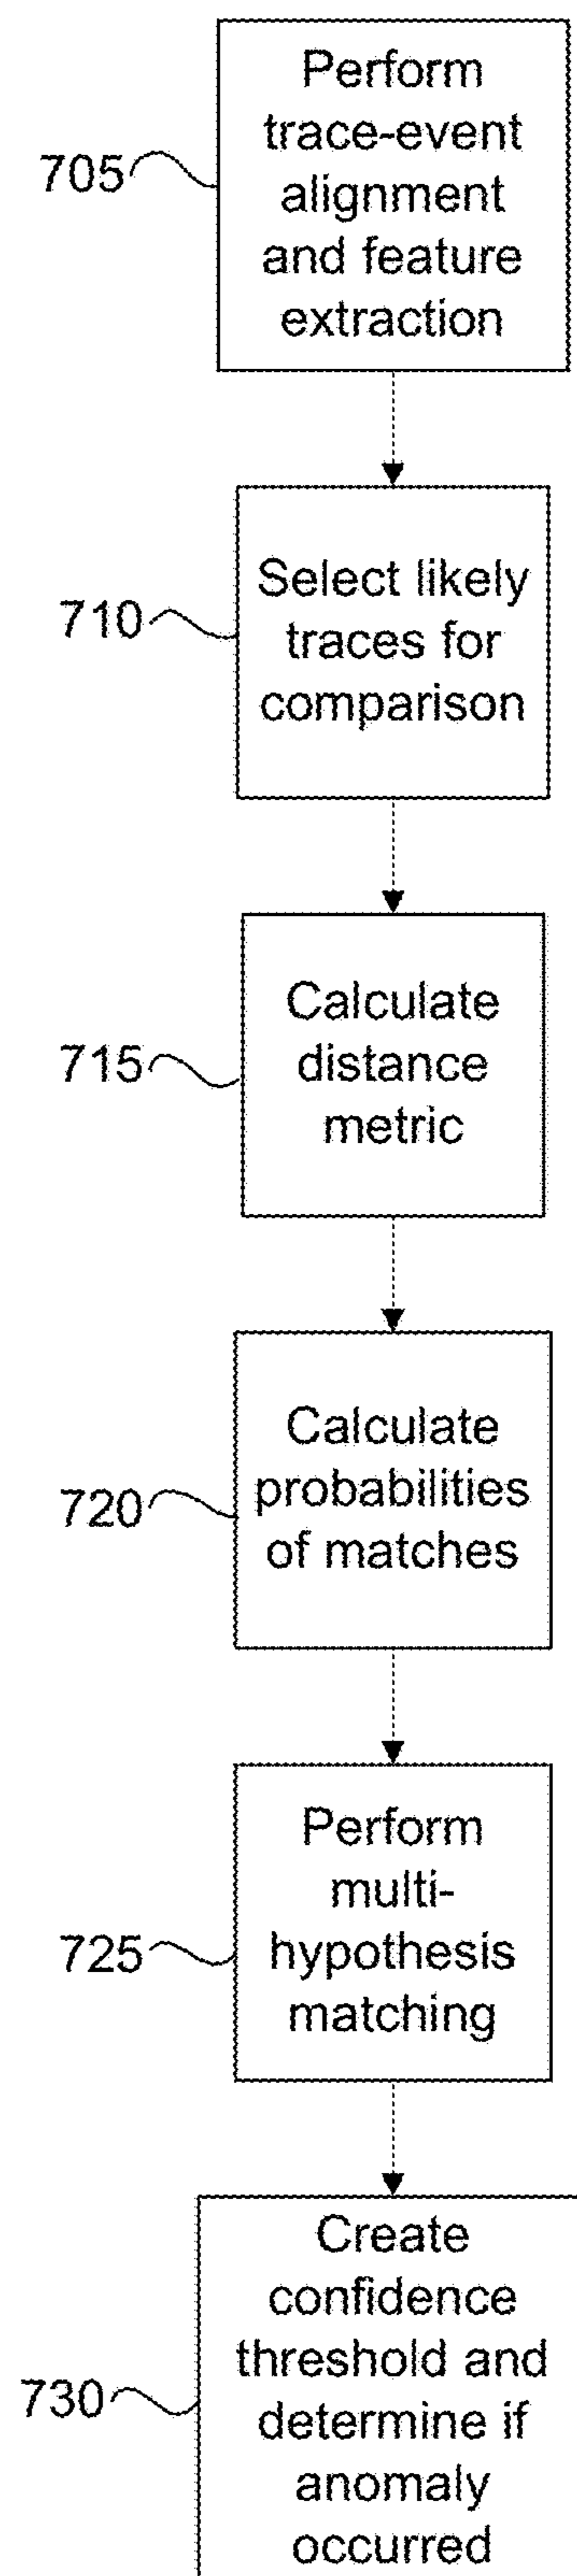 Perform
trace-event
705
alignment
and feature
extraction
Select likely
710
traces for
comparison
Calculate
715
distance
metric
Calculate
720
probabilities
of matches
Perform
multi-
725
hypothesis
matching
Create
confidence
threshold and
730
determine if
anomaly
occurred